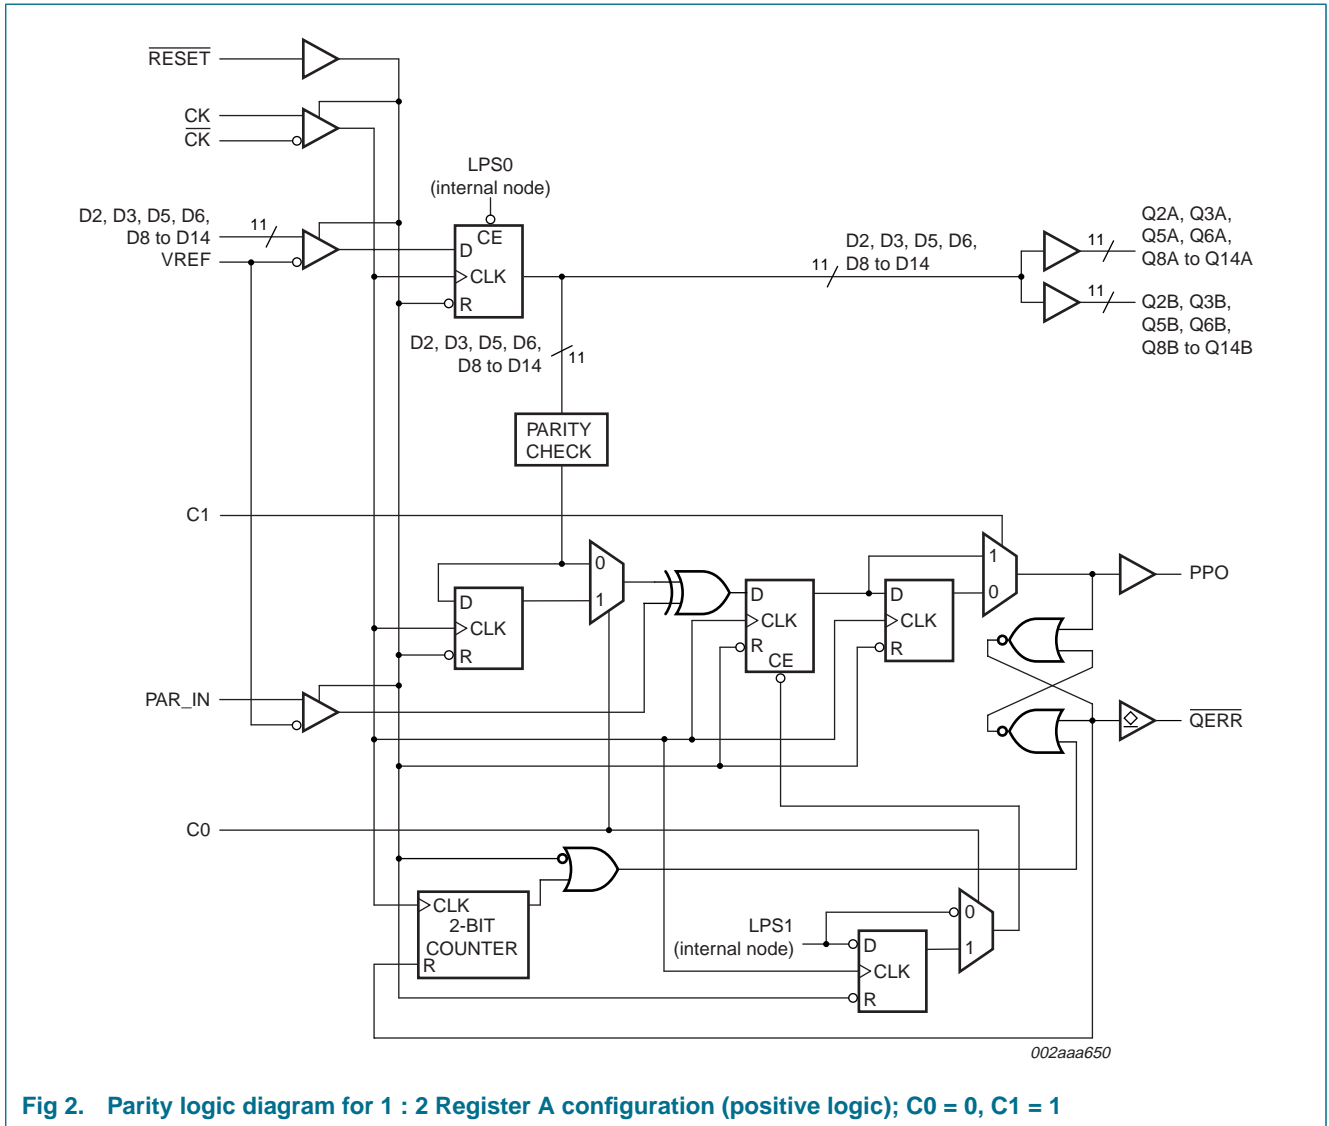 RESET
CK
CK
LPS0
(internal node)
D2, D3, D5, D6,
D8 to D14
VREF
11
CE
D
CLK
R
D2, D3, D5, D6,
D8 to D14
11
11
Q2A, Q3A,
Q5A, Q6A,
Q8A to Q14A
11
Q2B, Q3B,
Q5B, Q6B,
Q8B to Q14B
D2, D3, D5, D6,
D8 to D14
11
PARITY
CHECK
C1
0
1
D
CLK
R
D
CLK
R
CE
D
CLK
R
1
0
PPO
PAR_IN
QERR
C0
CLK
2-BIT
COUNTER
R
LPS1
(internal node)
D
CLK
R
0
1
002aaa650
Fig 2. Parity logic diagram for 1 : 2 Register A configuration (positive logic); C0 = 0, C1 = 1